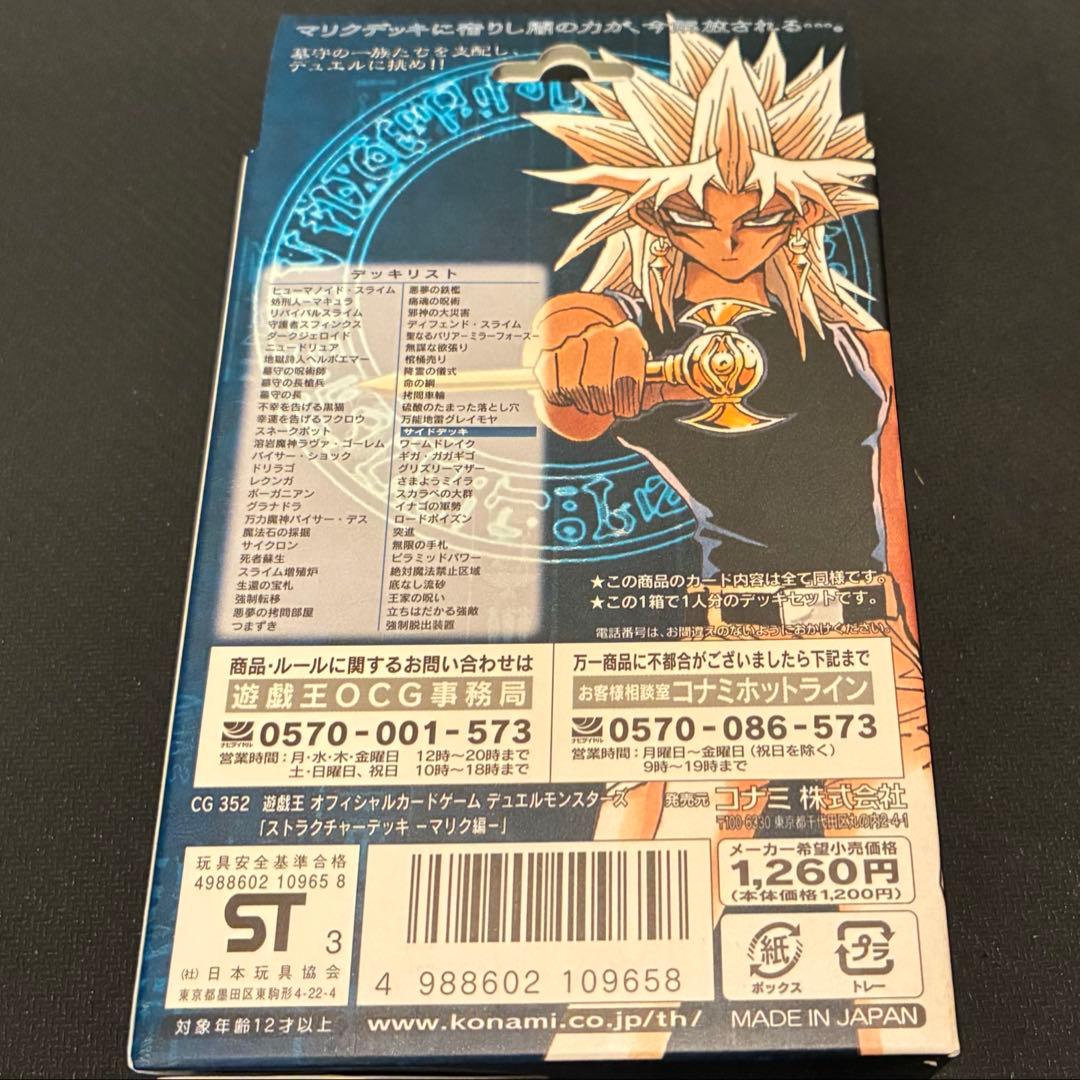 マリクデッキに宿りし闇の力が、今解放される…。
墓守の一族たちを支配し、
デュエルに挑め!!
デッキリスト
ヒューマノイド・スライム
処刑人-マキュラ
リバイバルスライム
守護者スフィンクス
ダークジェロイド
ニュードリュア
地獄詩人ヘルポエマー
墓守の呪術師
墓守の長槍兵
墓守の長
不幸を告げる黒猫
幸運を告げるフクロウ
スネークポット
溶岩魔神ラヴァ・ゴーレム
バイサー・ショック
ドリラゴ
レクンガ
ボーガニアン
グラナドラ
万力魔神バイサー・デス
魔法石の採掘
サイクロン
死者蘇生
スライム増殖炉
生還の宝札
強制転移
悪夢の拷問部屋
つまずき
悪夢の鉄檻
痛魂の呪術
邪神の大災害
ディフェンド・スライム
聖なるバリアーミラーフォースー
無謀な欲張り
棺桶売り
降霊の儀式
命の綱
拷問車輪
硫酸のたまった落とし穴
万能地雷グレイモヤ
サイドデッキ
ワームドレイク
ギガ・ガガギゴ
グリズリーマザー
さまようミイラ
スカラベの大群
イナゴの軍勢
ロードポイズン
突進
無限の手札
ピラミッドパワー
絶対魔法禁止区域
底なし流砂
王家の呪い
立ちはだかる強敵
強制脱出装置
★この商品のカード内容は全て同様です。
★この1箱で1人分のデッキセットです。
電話番号は、お間違えのないようにおかけください。
商品・ルールに関するお問い合わせは
遊戯王OCG事務局
ナビダイヤル 0570-001-573
営業時間:月・水・木・金曜日 12時〜20時まで
土・日曜日、祝日 10時〜18時まで
万一商品に不都合がございましたら下記まで
お客様相談室 コナミホットライン
ナビダイヤル 0570-086-573
営業時間:月曜日〜金曜日(祝日を除く)
9時〜19時まで
CG 352 遊戯王 オフィシャルカードゲーム デュエルモンスターズ
「ストラクチャーデッキ -マリク編-」
発売元 コナミ 株式会社
〒100-6330 東京都千代田区丸の内2-4-1
玩具安全基準合格
4988602 10965 8
ST 3
(社)日本玩具協会
東京都墨田区東駒形4-22-4
4 988602 109658
メーカー希望小売価格
1,260円
(本体価格1,200円)
紙
ボックス
プラ
トレー
対象年齢12才以上
www.konami.co.jp/th/
MADE IN JAPAN